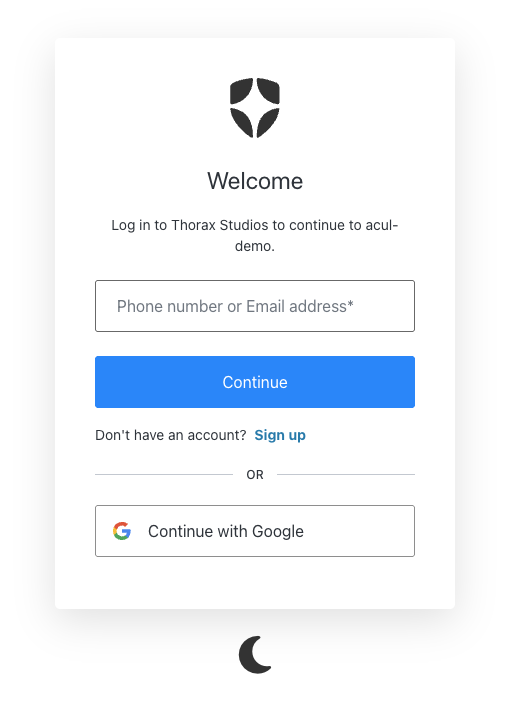 Welcome
Log in to Thorax Studios to continue to acul-
demo.
Phone number or Email address*
Continue
Don't have an account? Sign up
OR
Continue with Google